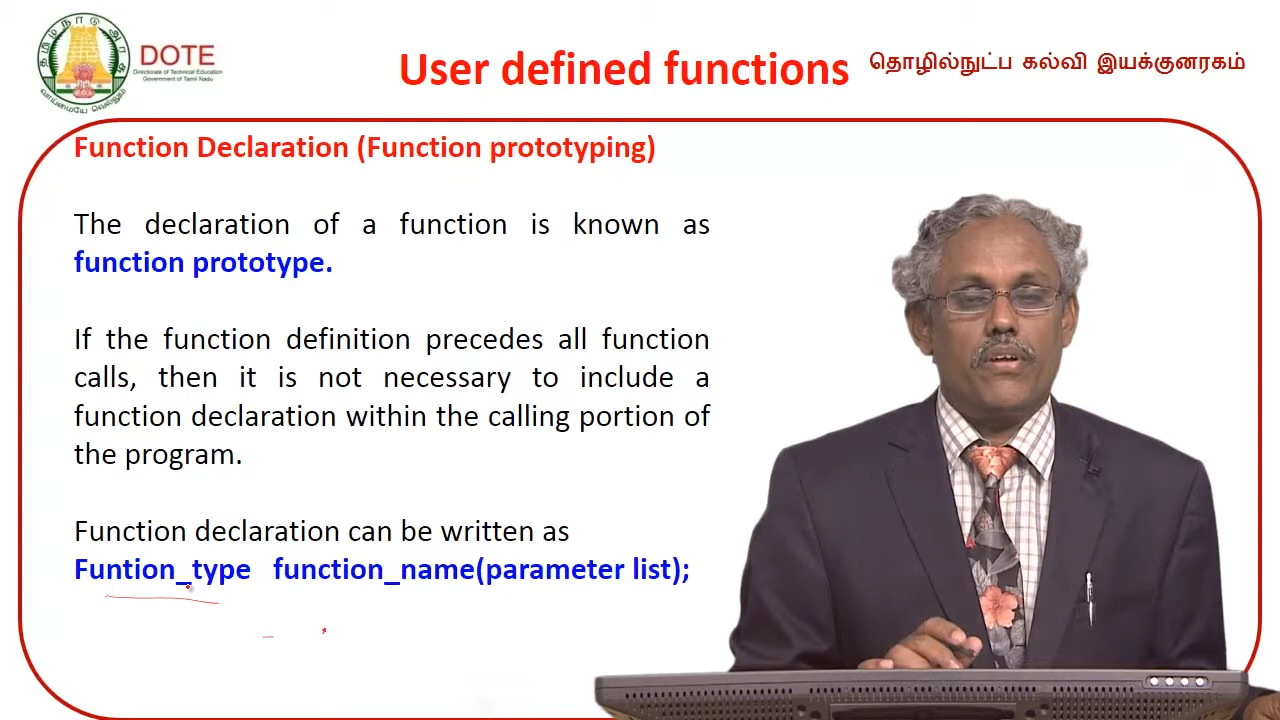 தமிழ்நாடு அரசு
வாய்மையே வெல்லும்
DOTE
Directorate of Technical Education
Government of Tamil Nadu
User defined functions
தொழில்நுட்ப கல்வி இயக்குனரகம்
Function Declaration (Function prototyping)
The declaration of a function is known as
function prototype.
If the function definition precedes all function
calls, then it is not necessary to include a
function declaration within the calling portion of
the program.
Function declaration can be written as
Funtion_type function_name(parameter list);